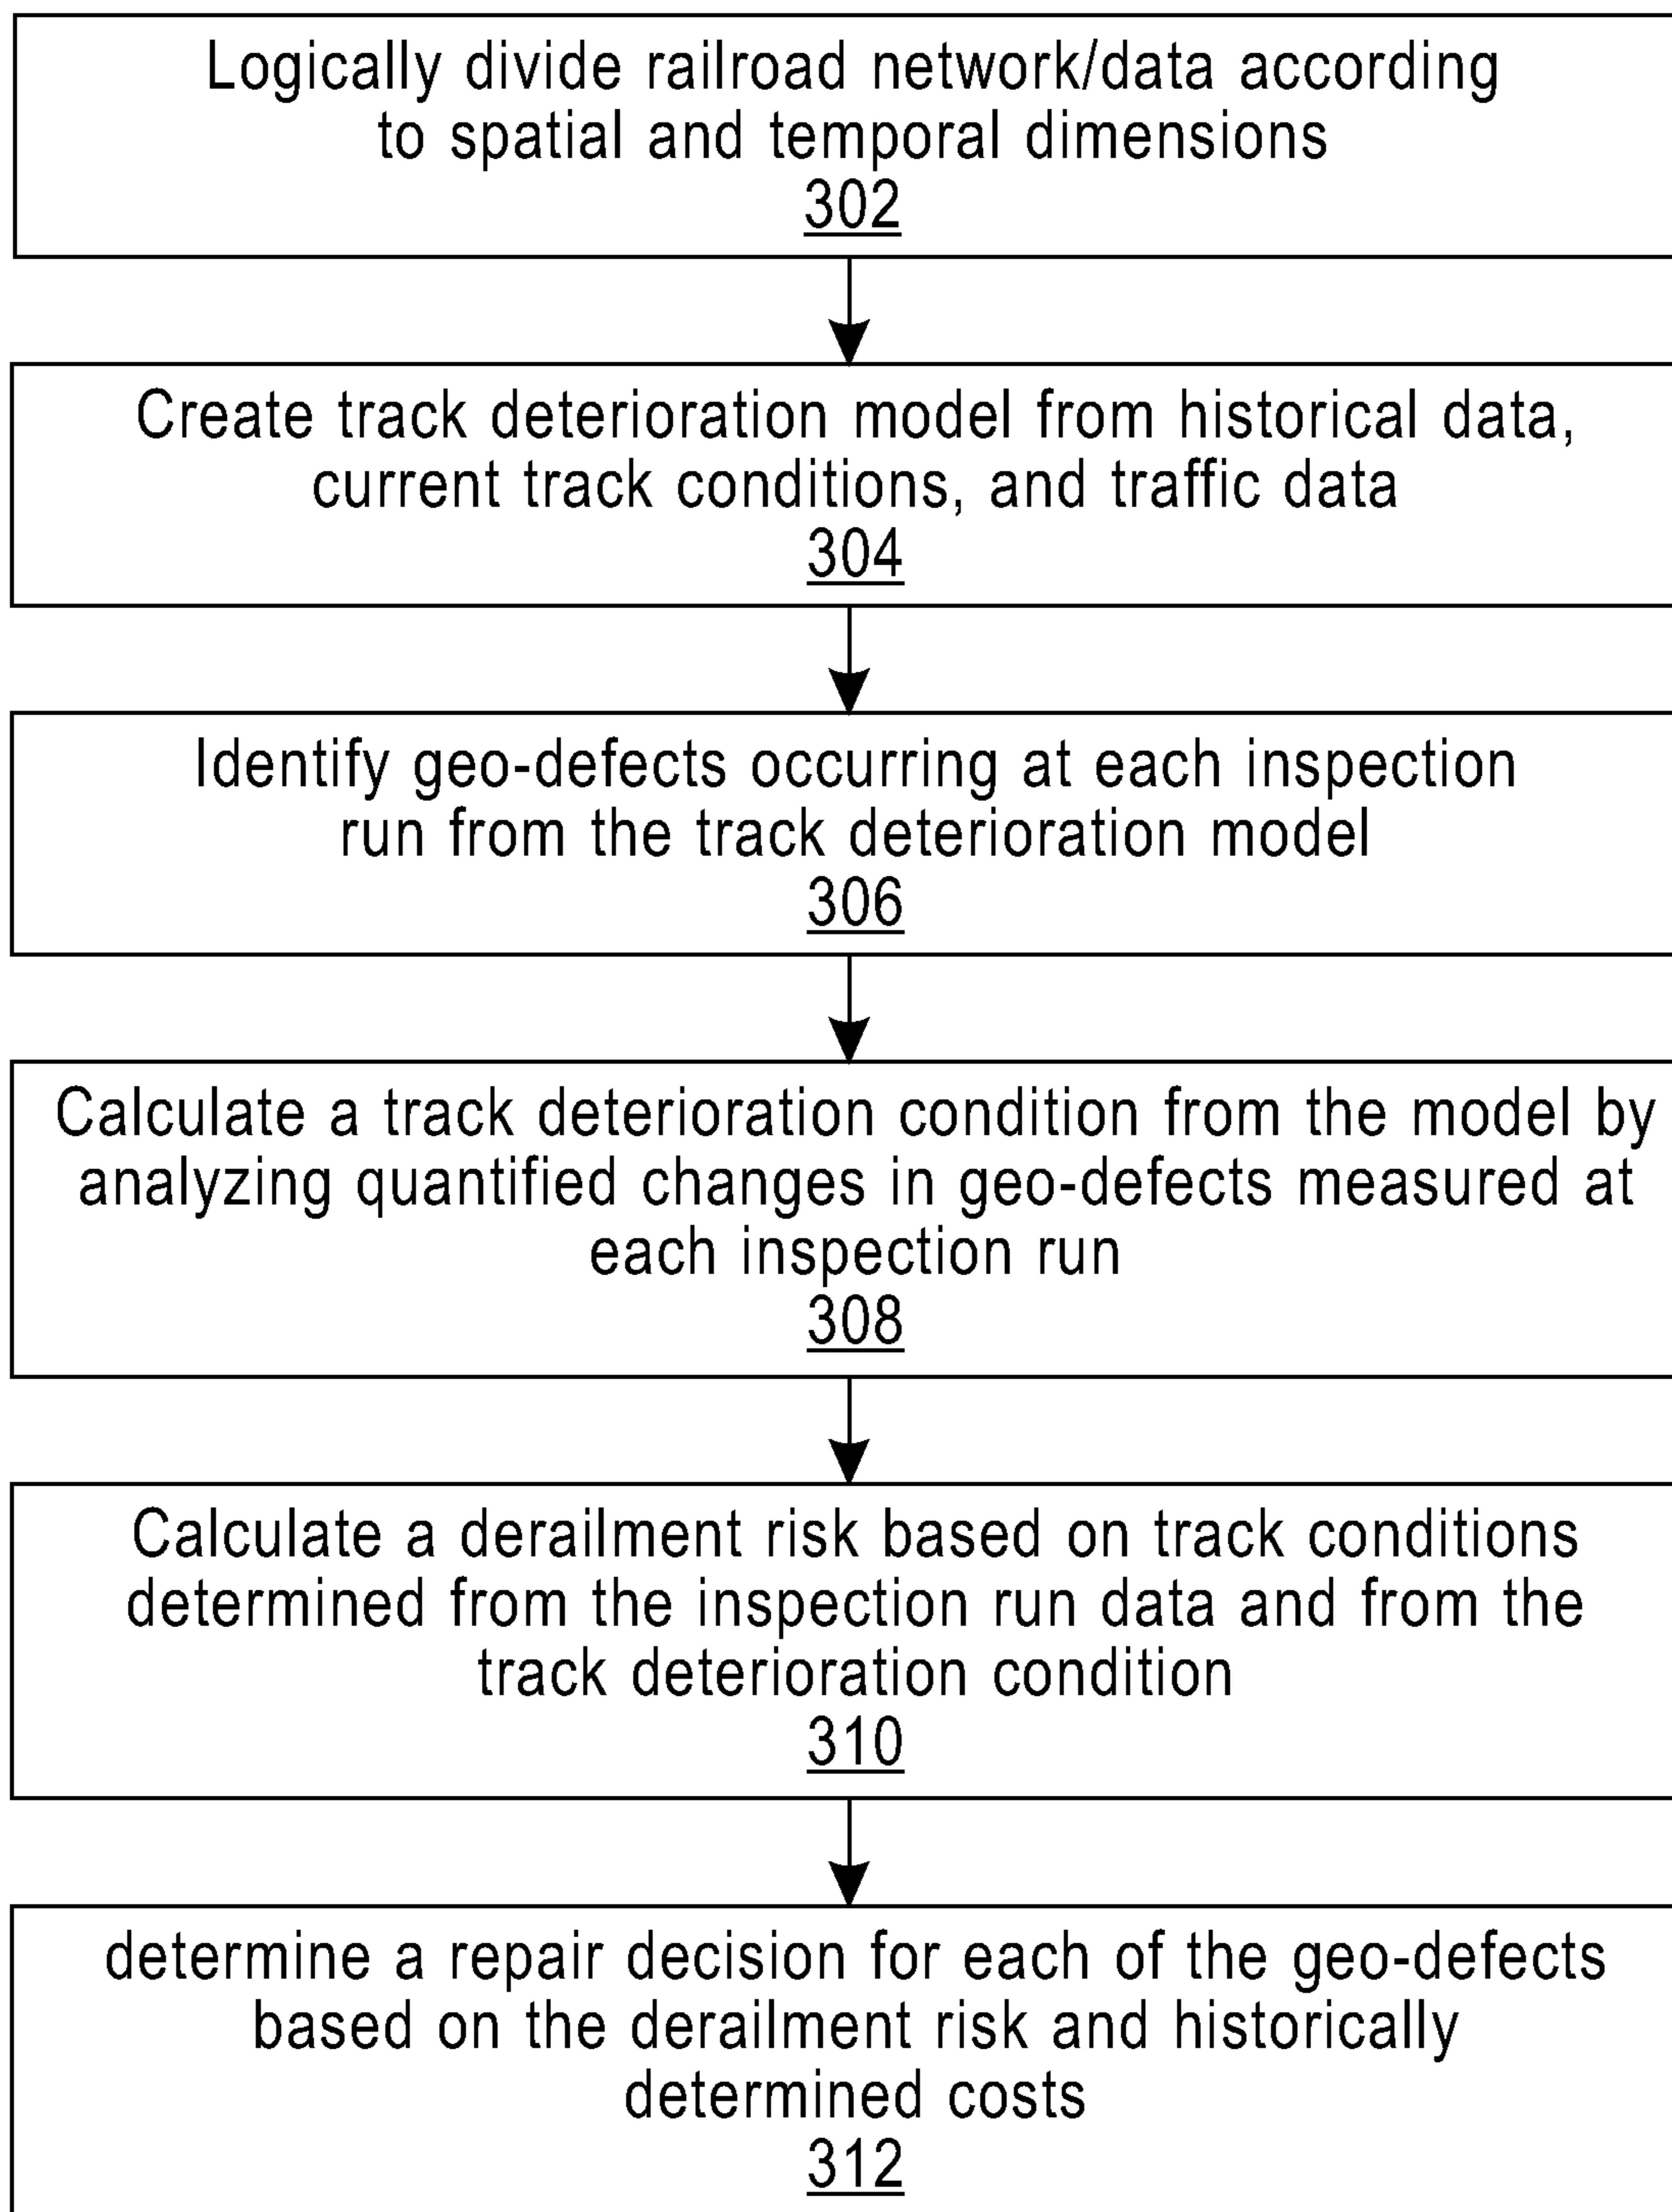 Logically divide railroad network/data according
to spatial and temporal dimensions
302
Create track deterioration model from historical data,
current track conditions, and traffic data
304
Identify geo-defects occurring at each inspection
run from the track deterioration model
306
Calculate a track deterioration condition from the model by
analyzing quantified changes in geo-defects measured at
each inspection run
308
Calculate a derailment risk based on track conditions
determined from the inspection run data and from the
track deterioration condition
310
determine a repair decision for each of the geo-defects
based on the derailment risk and historically
determined costs
312